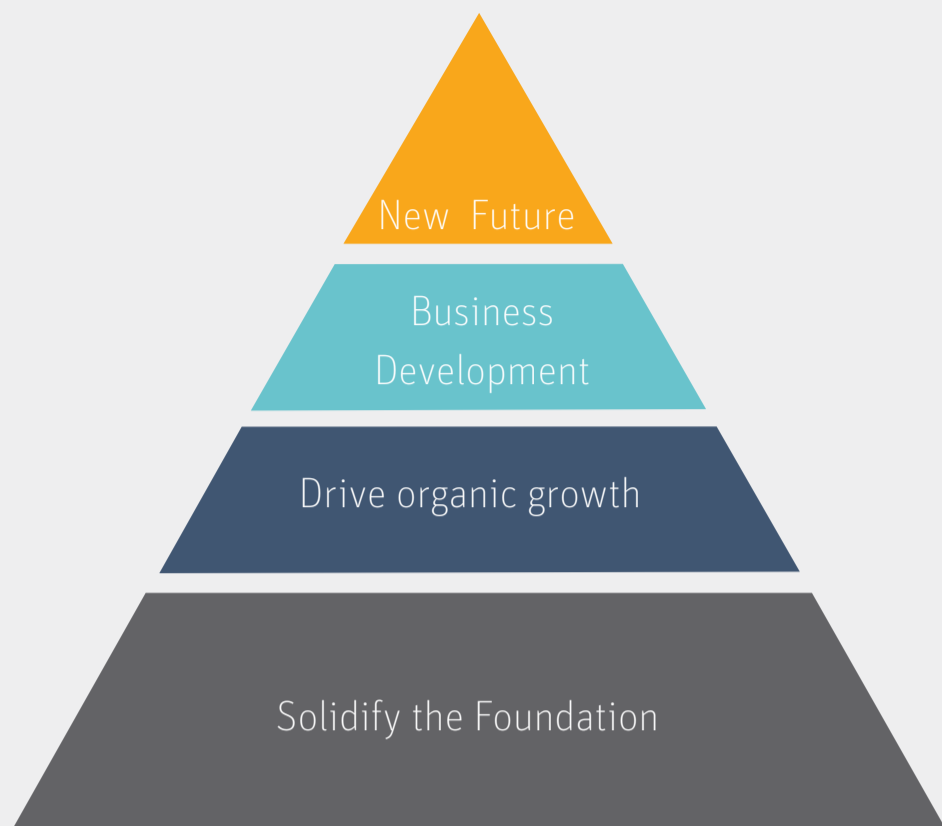 New Future
Business
Development
Drive organic growth
Solidify the Foundation